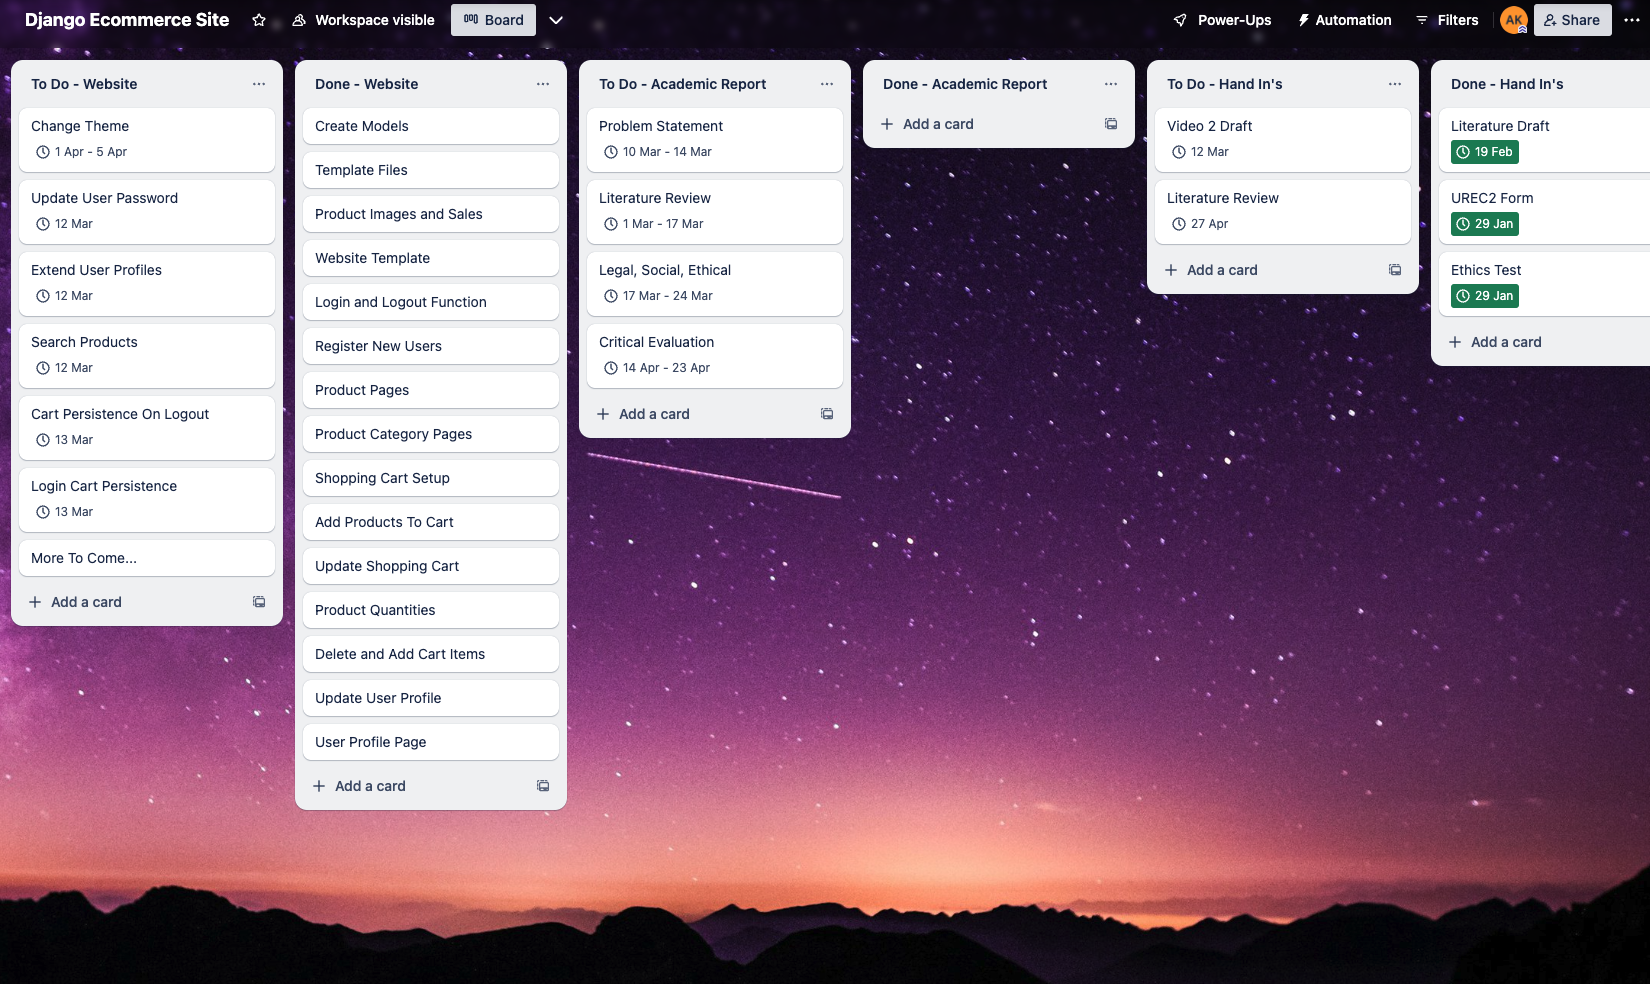 Django Ecommerce Site
Workspace visible
Board
Power-Ups
Automation
Filters
AK
Share
To Do - Website
Change Theme
1 Apr - 5 Apr
Update User Password
12 Mar
Extend User Profiles
12 Mar
Search Products
12 Mar
Cart Persistence On Logout
13 Mar
Login Cart Persistence
13 Mar
More To Come...
Add a card
Done - Website
Create Models
Template Files
Product Images and Sales
Website Template
Login and Logout Function
Register New Users
Product Pages
Product Category Pages
Shopping Cart Setup
Add Products To Cart
Update Shopping Cart
Product Quantities
Delete and Add Cart Items
Update User Profile
User Profile Page
Add a card
To Do - Academic Report
Problem Statement
10 Mar - 14 Mar
Literature Review
1 Mar - 17 Mar
Legal, Social, Ethical
17 Mar - 24 Mar
Critical Evaluation
14 Apr - 23 Apr
Add a card
Done - Academic Report
Add a card
To Do - Hand In's
Video 2 Draft
12 Mar
Literature Review
27 Apr
Add a card
Done - Hand In's
Literature Draft
19 Feb
UREC2 Form
29 Jan
Ethics Test
29 Jan
Add a card